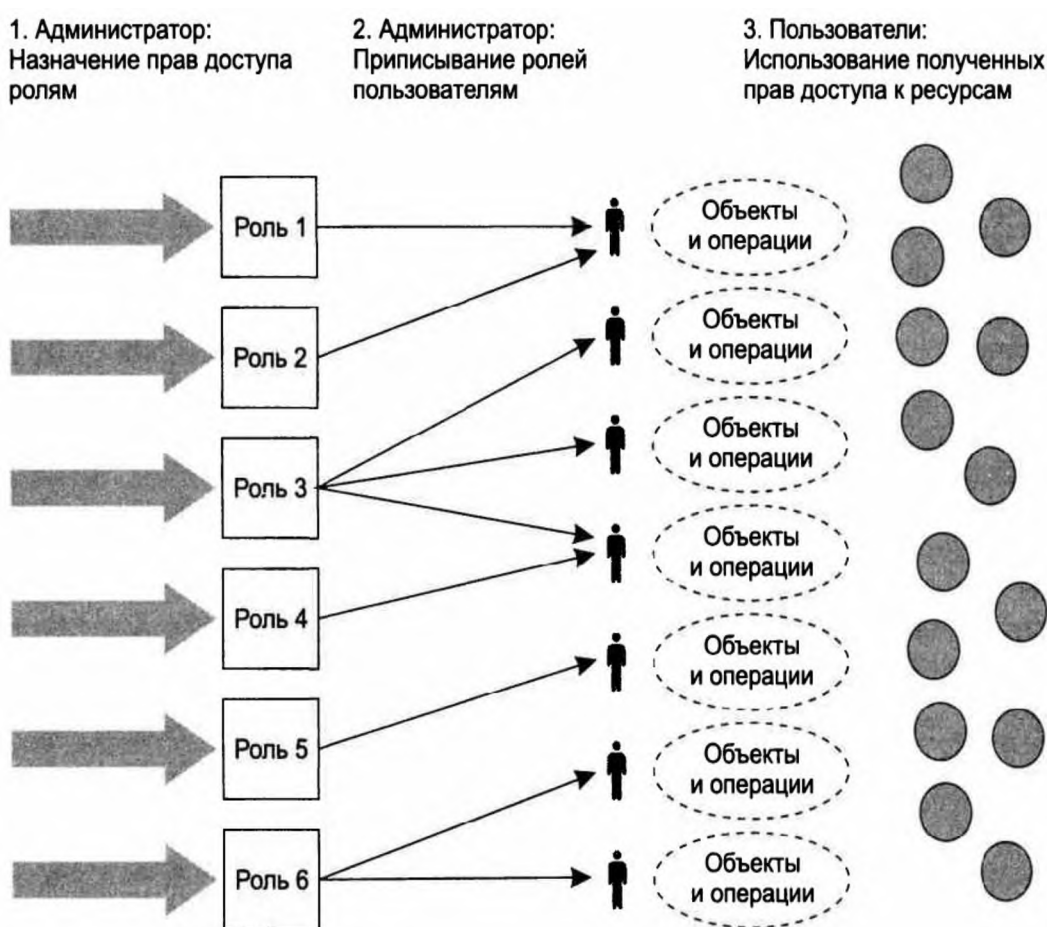 1. Администратор:
Назначение прав доступа
ролям
2. Администратор:
Приписывание ролей
пользователям
3. Пользователи:
Использование полученных
прав доступа к ресурсам
Роль 1
Объекты
и операции
Роль 2
Объекты
и операции
Объекты
и операции
Роль 3
Объекты
и операции
Роль 4
Объекты
и операции
Роль 5
Объекты
и операции
Роль 6
Объекты
и операции